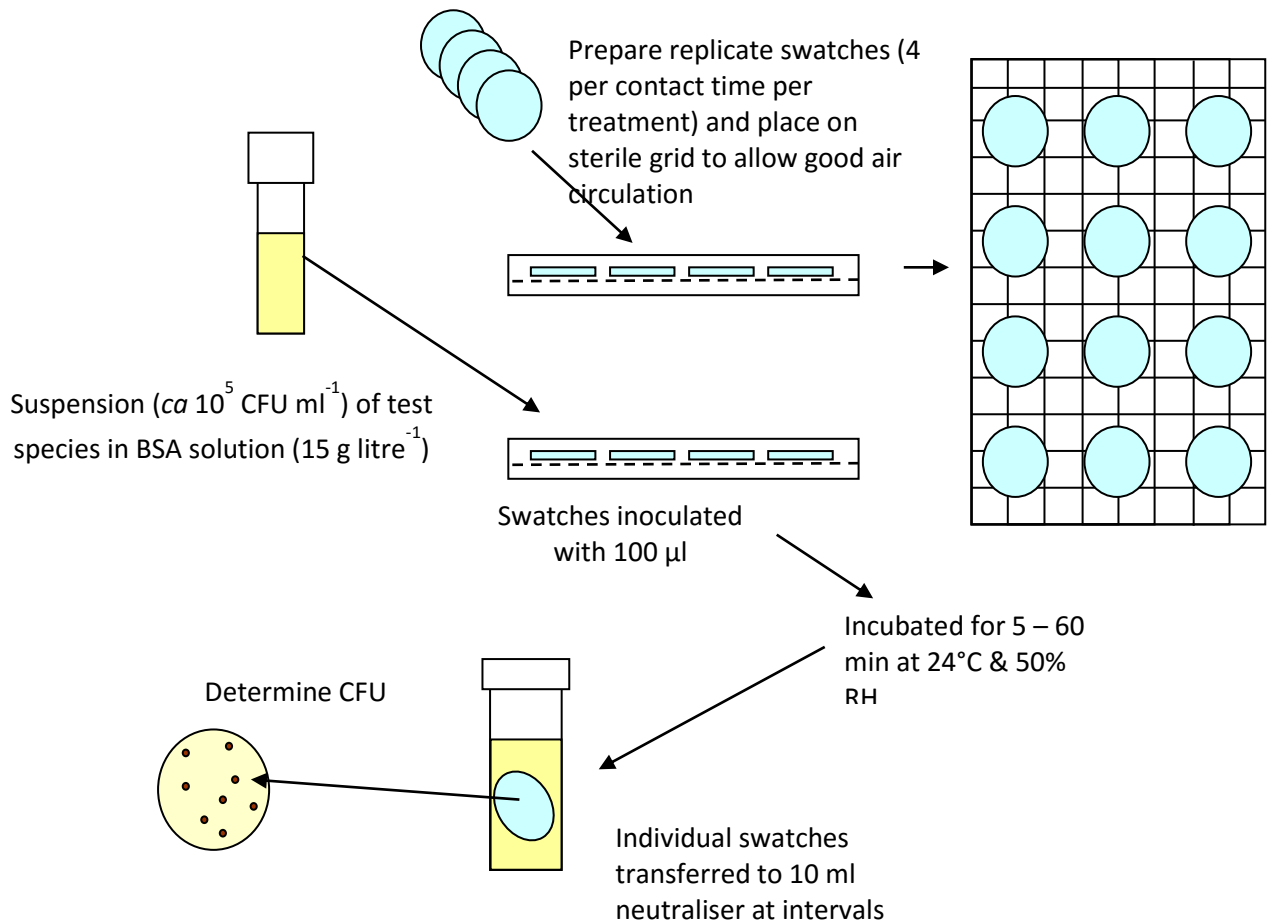 Prepare replicate swatches (4
per contact time per
treatment) and place on
sterile grid to allow good air
circulation
Suspension (ca 10⁵ CFU ml⁻¹) of test
species in BSA solution (15 g litre⁻¹)
Swatches inoculated
with 100 µl
Incubated for 5 – 60
min at 24°C & 50%
RH
Determine CFU
Individual swatches
transferred to 10 ml
neutraliser at intervals